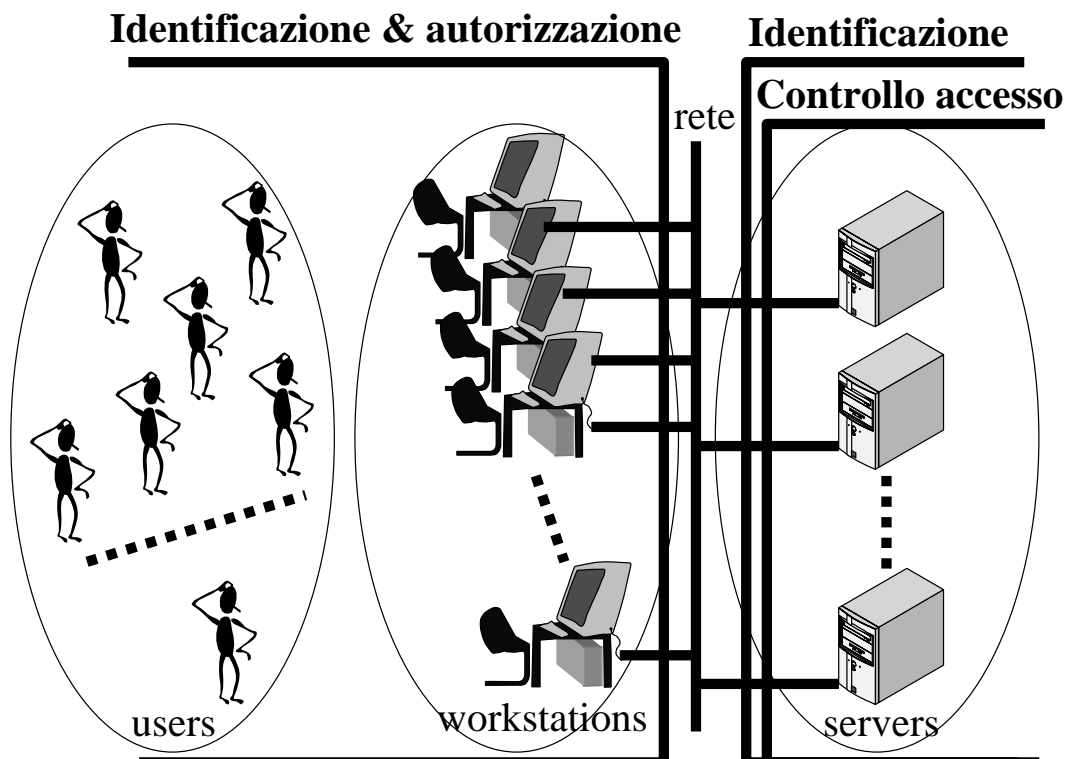 Identificazione & autorizzazione
Identificazione
Controllo accesso
rete
users
workstations
servers